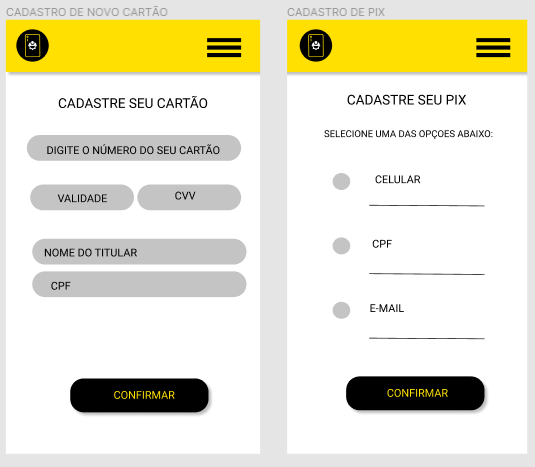 CADASTRO DE NOVO CARTÃO
CADASTRE SEU CARTÃO
DIGITE O NÚMERO DO SEU CARTÃO
VALIDADE
CVV
NOME DO TITULAR
CPF
CONFIRMAR
CADASTRO DE PIX
CADASTRE SEU PIX
SELECIONE UMA DAS OPÇOES ABAIXO:
CELULAR
CPF
E-MAIL
CONFIRMAR